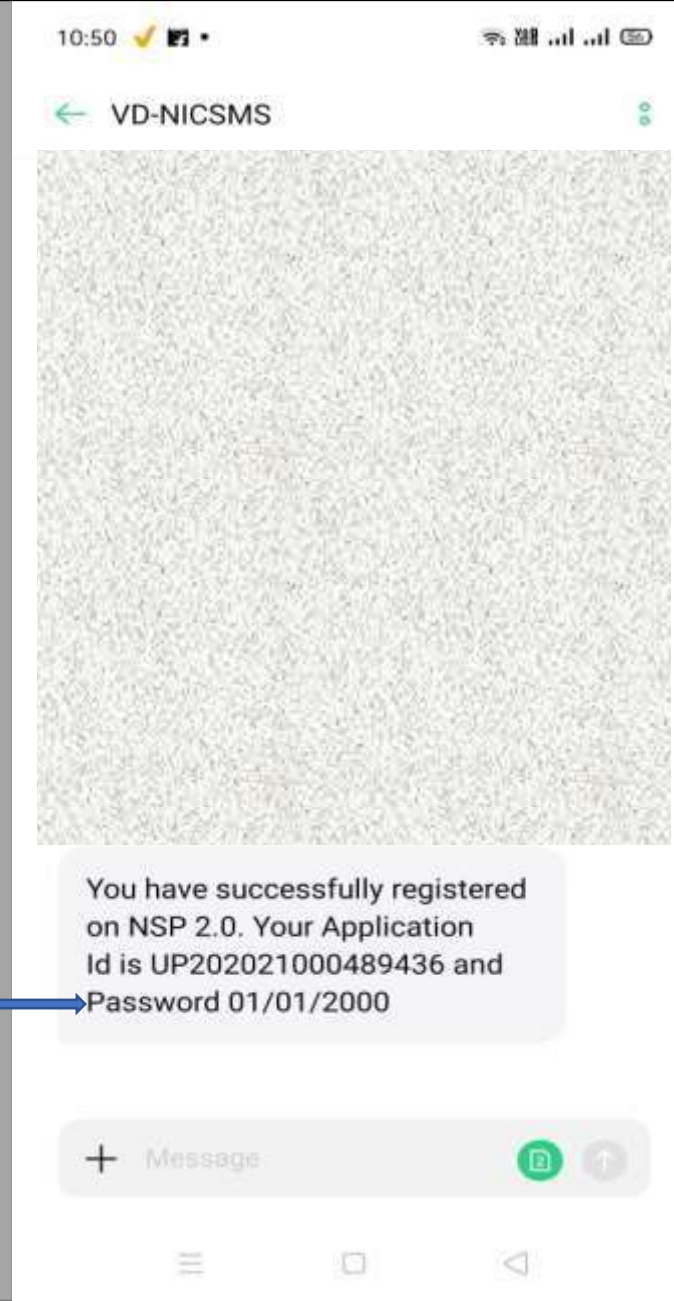 10:50
VD-NICSMS
You have successfully registered
on NSP 2.0. Your Application
Id is UP202021000489436 and
Password 01/01/2000
Message